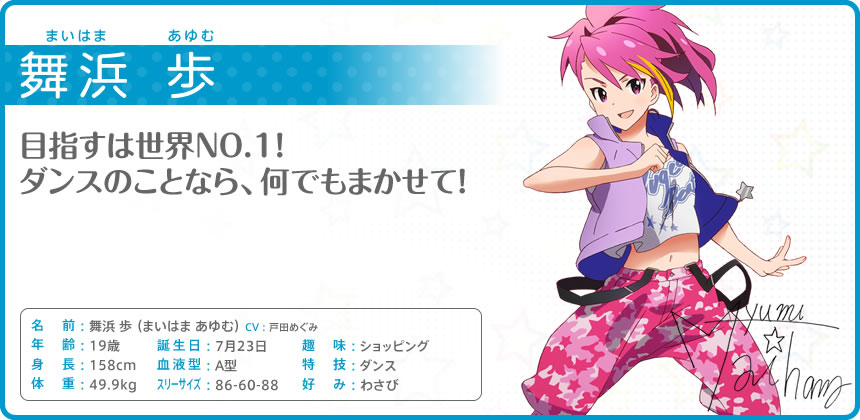 まいはま あゆむ
舞浜 歩
目指すは世界NO.1!
ダンスのことなら、何でもまかせて!
名 前:舞浜 歩 (まいはま あゆむ) CV:戸田めぐみ
年 齢:19歳 誕生日:7月23日 趣 味:ショッピング
身 長:158cm 血液型:A型 特 技:ダンス
体 重:49.9kg スリーサイズ:86-60-88 好 み:わさび
Ayumi
Maihama